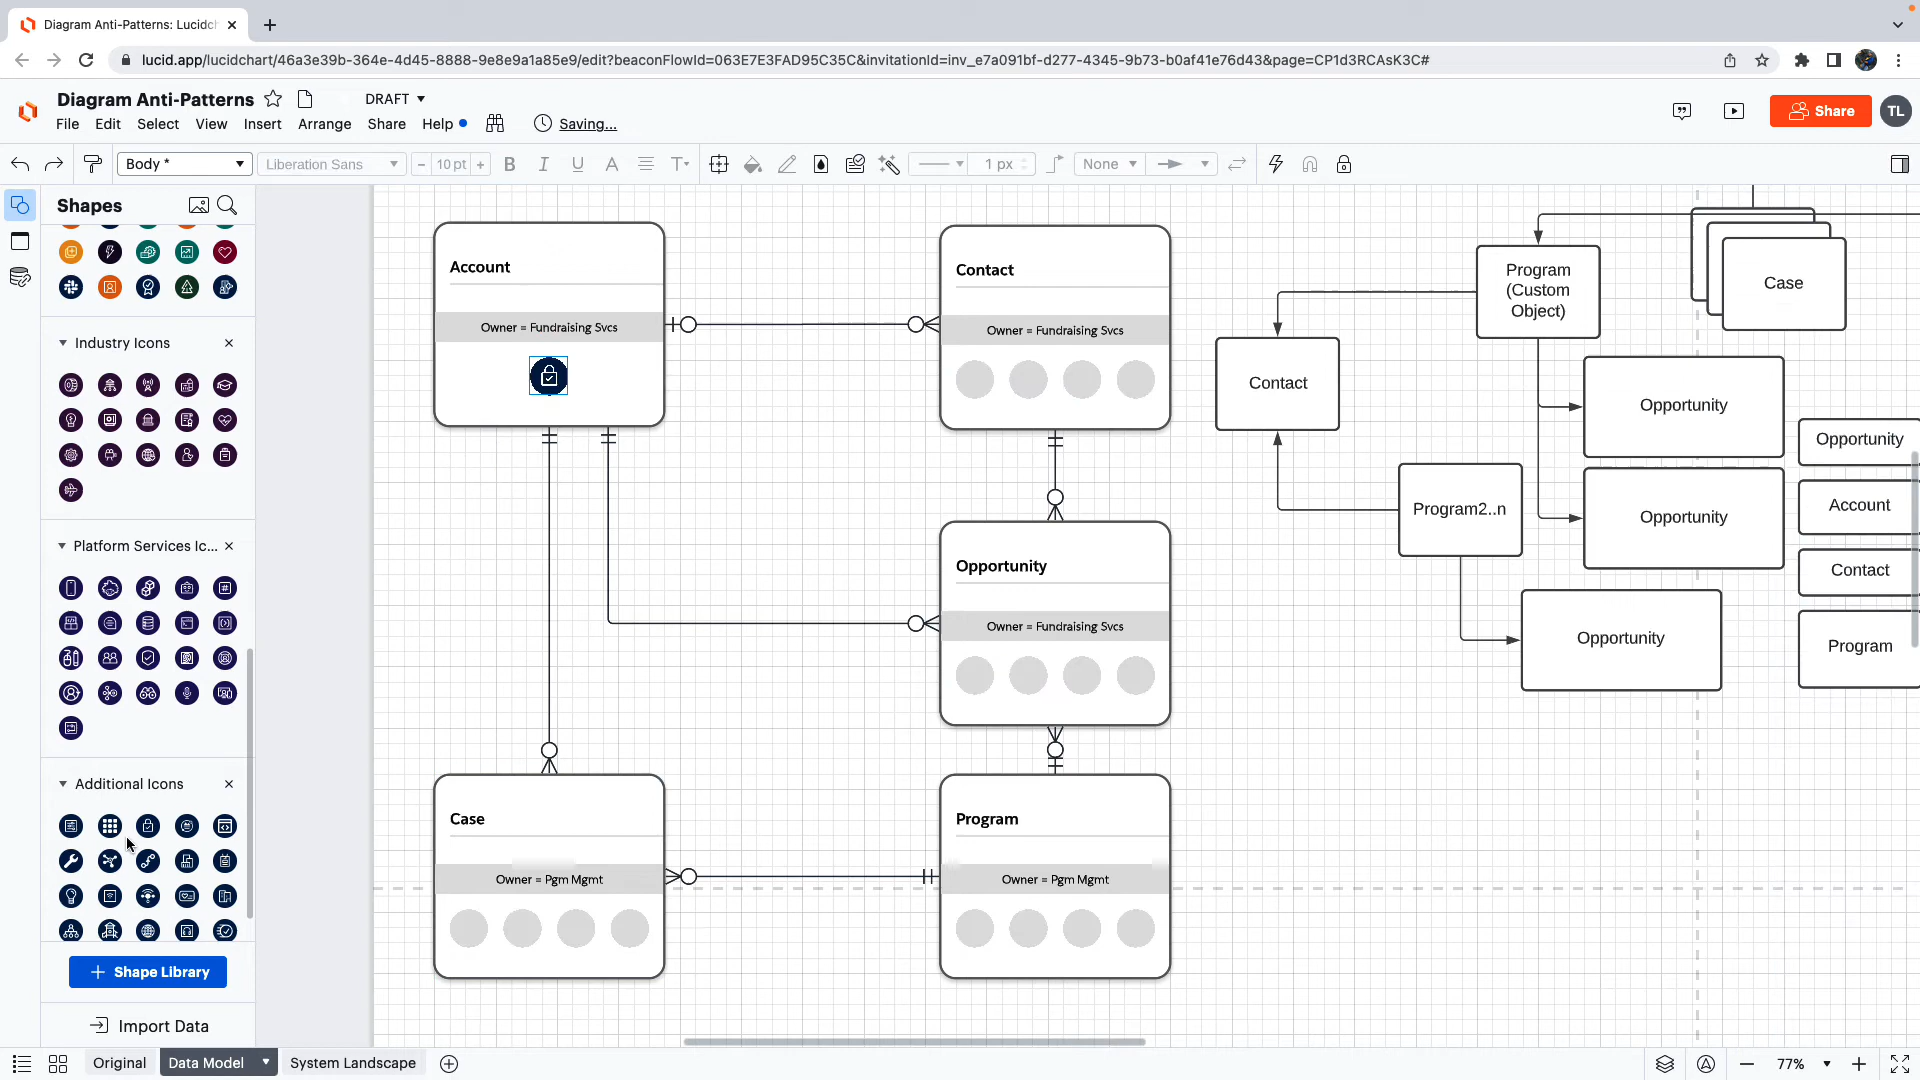 Diagram Anti-Patterns: Lucidch
lucid.app/lucidchart/46a3e39b-364e-4d45-8888-9e8e9a1a85e9/edit?beaconFlowId=063E7E3FAD95C35C&invitationId=inv_e7a091bf-d277-4345-9b73-b0af41e76d43&page=CP1d3RCAsK3C#
Diagram Anti-Patterns
DRAFT
File Edit Select View Insert Arrange Share Help
Saving...
Share
TL
Body *
Liberation Sans
10 pt
B I U A T
1 px
None
Shapes
Industry Icons
Platform Services Ic...
Additional Icons
Shape Library
Import Data
Account
Owner = Fundraising Svcs
Contact
Owner = Fundraising Svcs
Opportunity
Owner = Fundraising Svcs
Case
Owner = Pgm Mgmt
Program
Owner = Pgm Mgmt
Program
(Custom
Object)
Case
Contact
Opportunity
Opportunity
Program2..n
Opportunity
Opportunity
Account
Contact
Program
Original
Data Model
System Landscape
77%